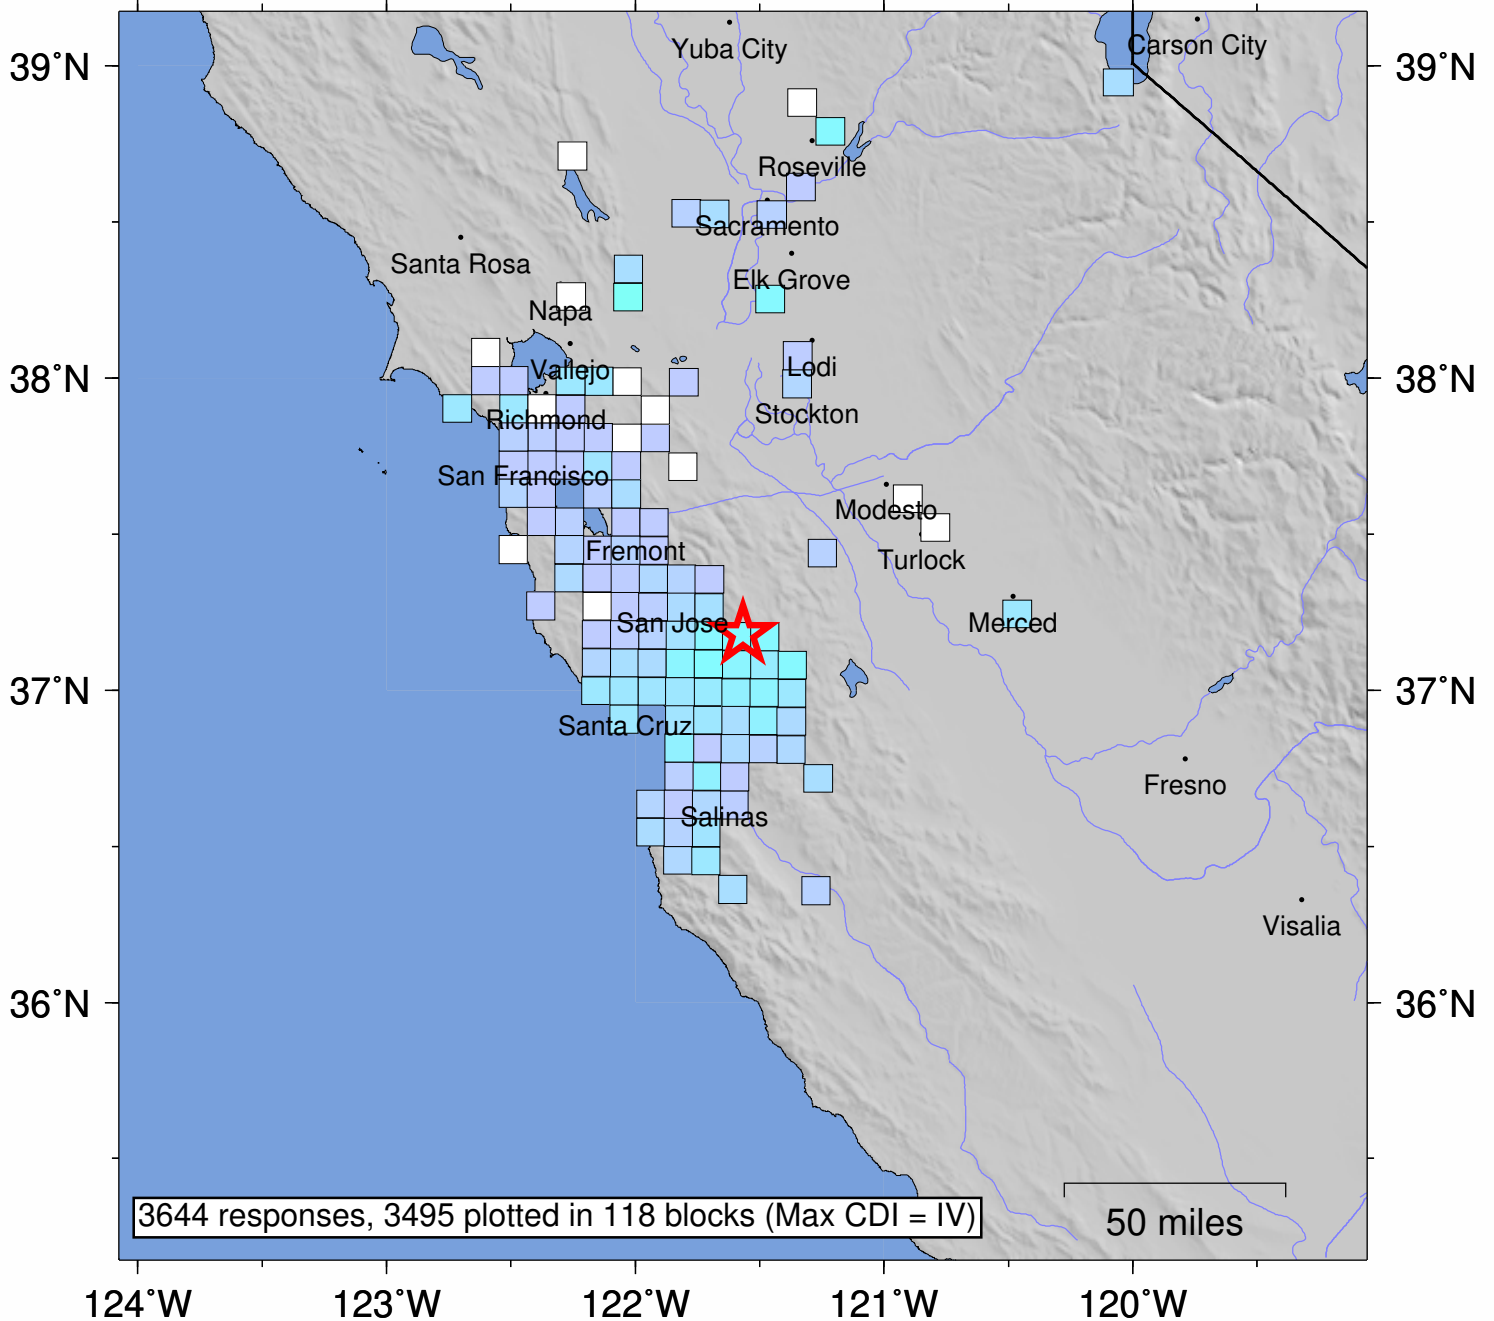 Yuba City
Carson City
39°N
39°N
Roseville
Sacramento
Santa Rosa
Elk Grove
Napa
Vallejo
Lodi
38°N
38°N
Richmond
Stockton
San Francisco
Modesto
Fremont
Turlock
San Jose
Merced
37°N
37°N
Santa Cruz
Fresno
Salinas
Visalia
36°N
36°N
3644 responses, 3495 plotted in 118 blocks (Max CDI = IV)
50 miles
124°W
123°W
122°W
121°W
120°W